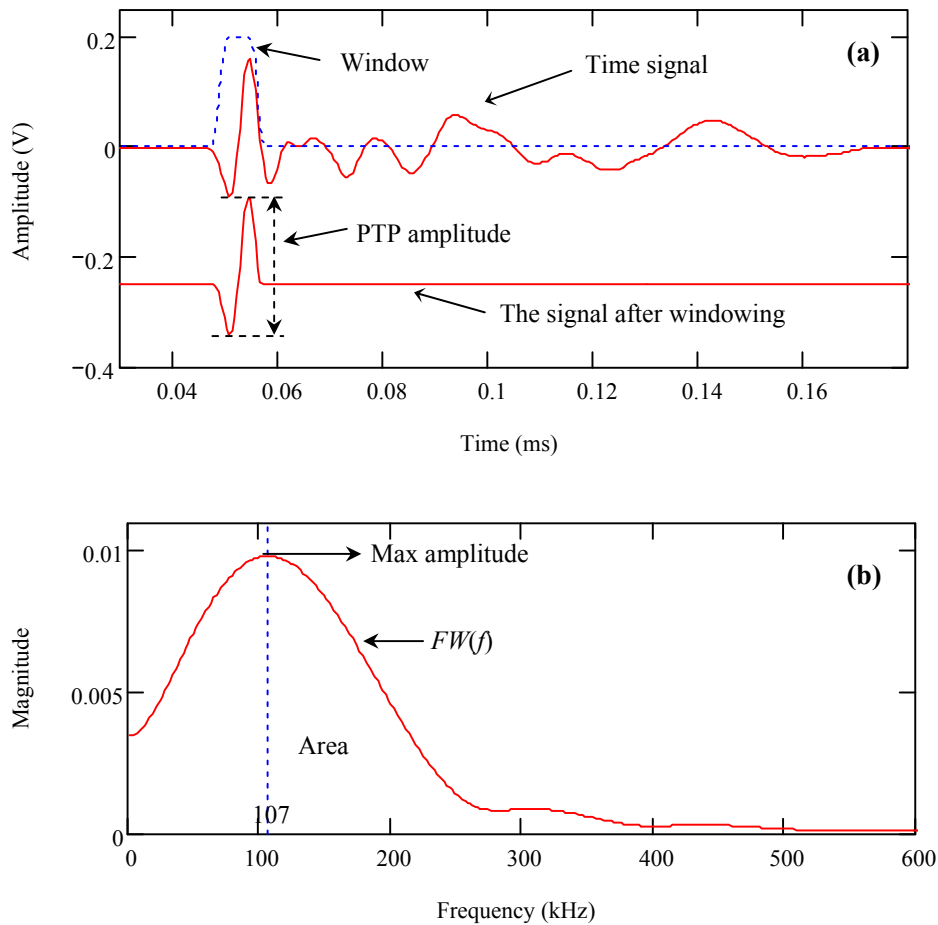 0.2
(a)
Window
Time signal
0
Amplitude (V)
PTP amplitude
−0.2
The signal after windowing
−0.4
0.04 0.06 0.08 0.1 0.12 0.14 0.16
Time (ms)
0.01
Max amplitude
(b)
FW(f)
Magnitude
0.005
Area
107
0
0 100 200 300 400 500 600
Frequency (kHz)